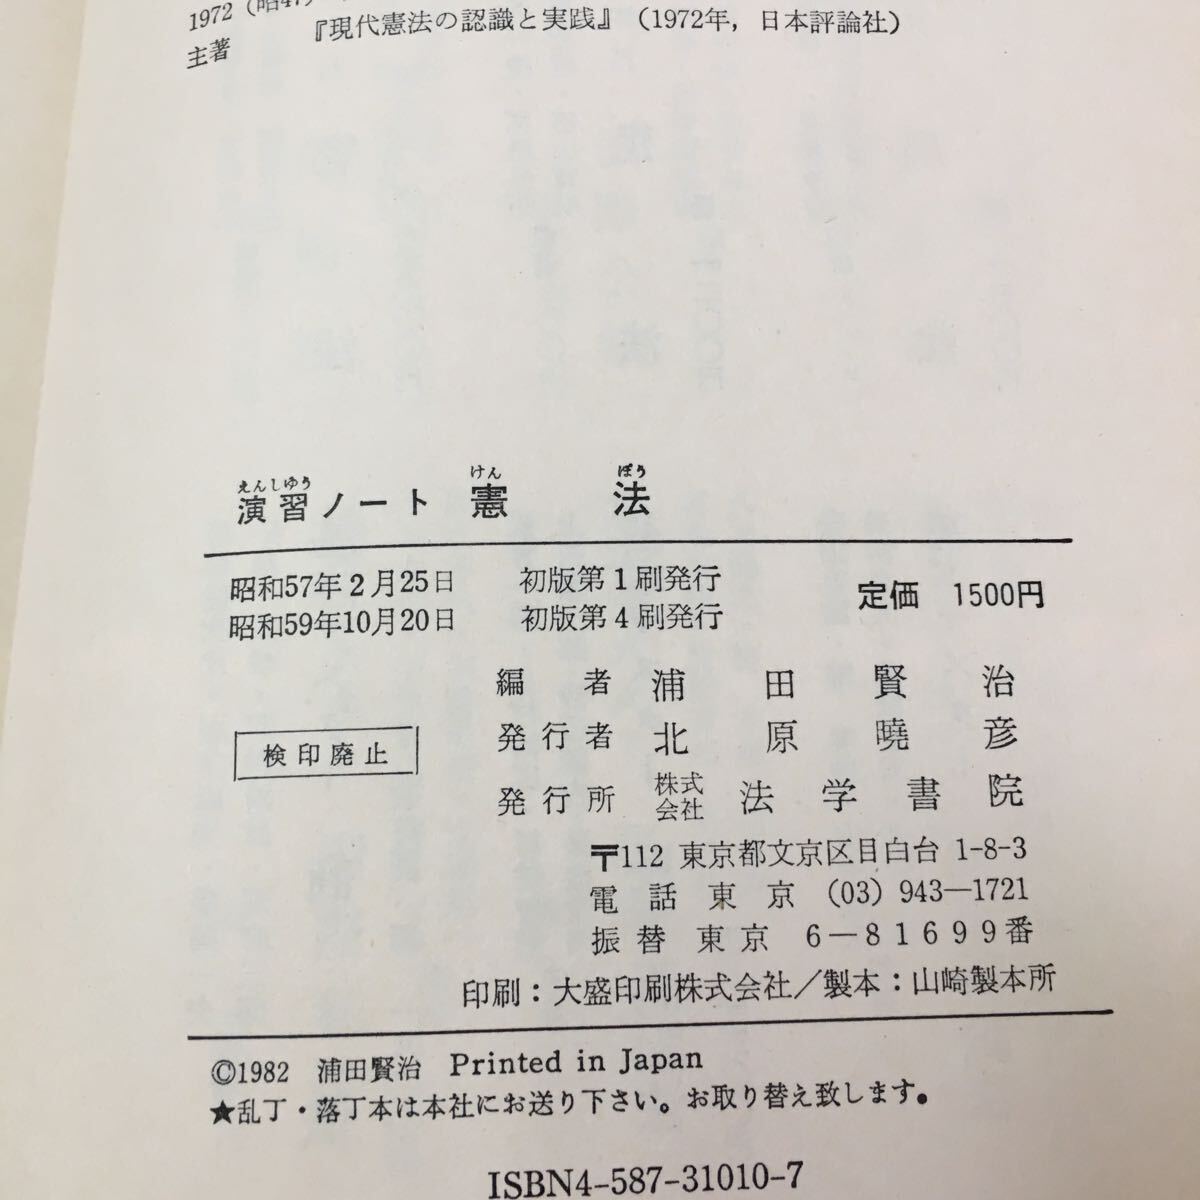 1972 (昭47)
主著 『現代憲法の認識と実践』 (1972年, 日本評論社)
えんしゆう けん ぽう
演習ノート 憲 法
昭和57年2月25日 初版第1刷発行
昭和59年10月20日 初版第4刷発行
定価 1500円
編者 浦田賢治
発行者 北原曉彦
検印廃止
発行所 株式会社 法学書院
〒112 東京都文京区目白台 1-8-3
電話 東京 (03) 943—1721
振替 東京 6—81699番
印刷：大盛印刷株式会社／製本：山崎製本所
©1982 浦田賢治 Printed in Japan
★乱丁・落丁本は本社にお送り下さい。お取り替え致します。
ISBN4-587-31010-7